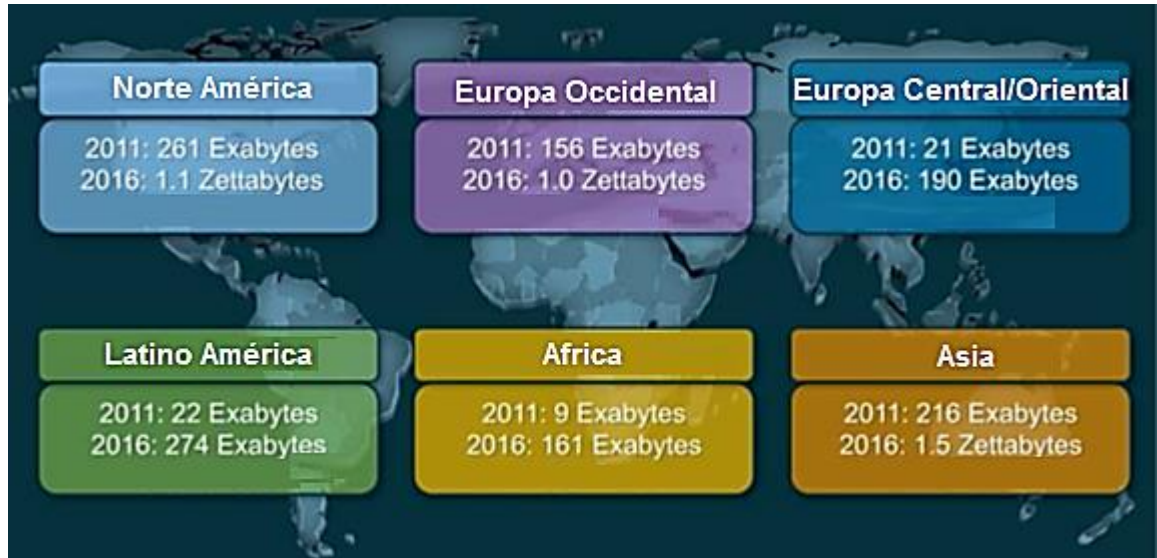 Norte América
2011: 261 Exabytes
2016: 1.1 Zettabytes
Europa Occidental
2011: 156 Exabytes
2016: 1.0 Zettabytes
Europa Central/Oriental
2011: 21 Exabytes
2016: 190 Exabytes
Latino América
2011: 22 Exabytes
2016: 274 Exabytes
Africa
2011: 9 Exabytes
2016: 161 Exabytes
Asia
2011: 216 Exabytes
2016: 1.5 Zettabytes